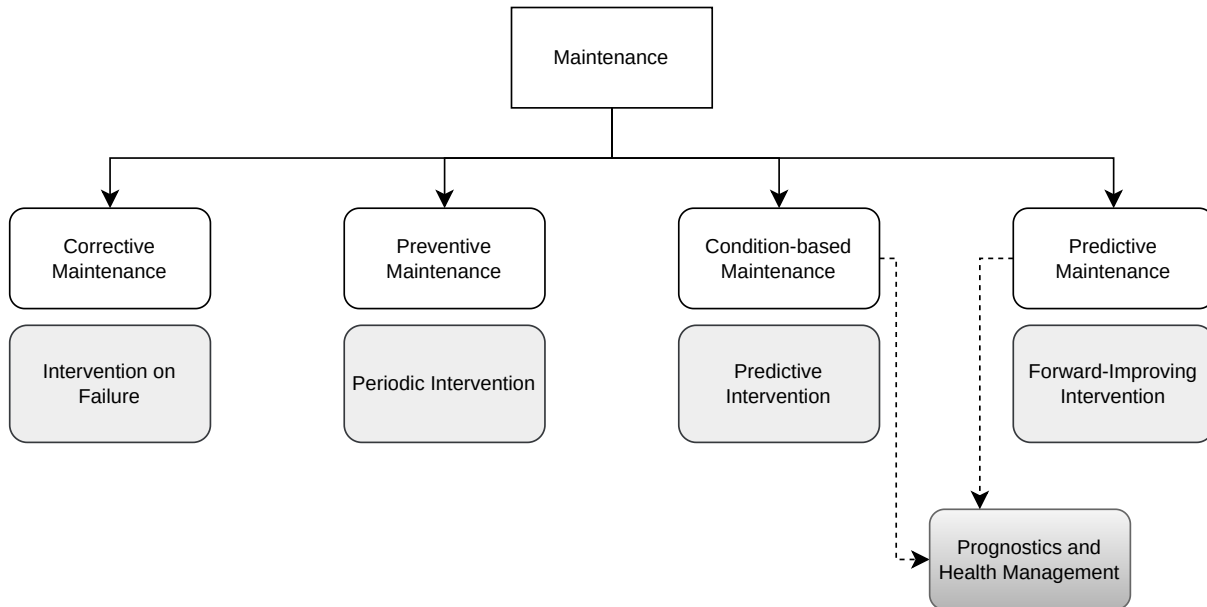 Maintenance
Corrective
Maintenance
Preventive
Maintenance
Condition-based
Maintenance
Predictive
Maintenance
Intervention on
Failure
Periodic Intervention
Predictive
Intervention
Forward-Improving
Intervention
Prognostics and
Health Management